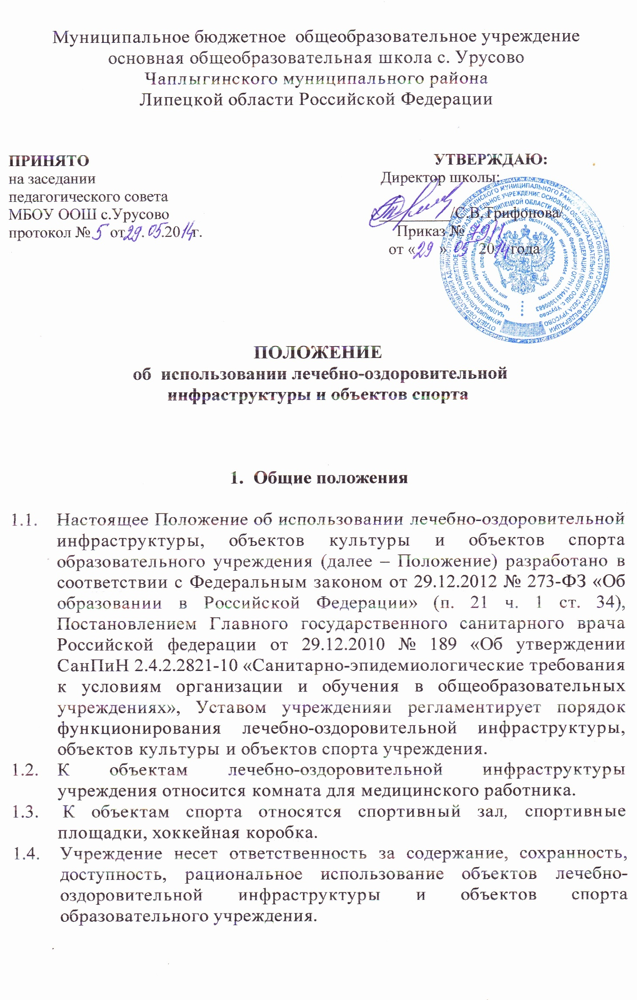 Муниципальное бюджетное общеобразовательное учреждение
основная общеобразовательная школа с. Урусово
Чаплыгинского муниципального района
Липецкой области Российской Федерации
ПРИНЯТО
на заседании
педагогического совета
МБОУ ООШ с.Урусово
протокол № 5 от 29.05.2014г.
УТВЕРЖДАЮ:
Директор школы:
/С.В.Трифонова/
Приказ №
от «29» 05 2014 года
ПОЛОЖЕНИЕ
об использовании лечебно-оздоровительной
инфраструктуры и объектов спорта
1. Общие положения
1.1. Настоящее Положение об использовании лечебно-оздоровительной
инфраструктуры, объектов культуры и объектов спорта
образовательного учреждения (далее – Положение) разработано в
соответствии с Федеральным законом от 29.12.2012 № 273-ФЗ «Об
образовании в Российской Федерации» (п. 21 ч. 1 ст. 34),
Постановлением Главного государственного санитарного врача
Российской федерации от 29.12.2010 № 189 «Об утверждении
СанПиН 2.4.2.2821-10 «Санитарно-эпидемиологические требования
к условиям организации и обучения в общеобразовательных
учреждениях», Уставом учрежденияи регламентирует порядок
функционирования лечебно-оздоровительной инфраструктуры,
объектов культуры и объектов спорта учреждения.
1.2. К объектам лечебно-оздоровительной инфраструктуры
учреждения относится комната для медицинского работника.
1.3. К объектам спорта относятся спортивный зал, спортивные
площадки, хоккейная коробка.
1.4. Учреждение несет ответственность за содержание, сохранность,
доступность, рациональное использование объектов лечебно-
оздоровительной инфраструктуры и объектов спорта
образовательного учреждения.